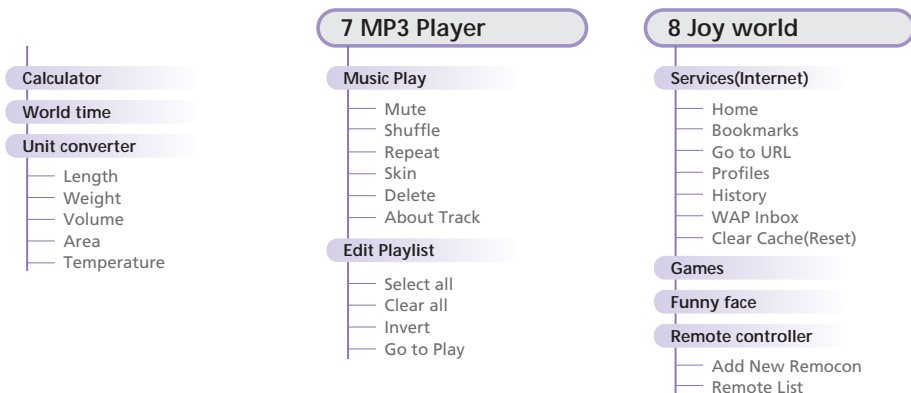 Calculator
World time
Unit converter
Length
Weight
Volume
Area
Temperature
7 MP3 Player
Music Play
Mute
Shuffle
Repeat
Skin
Delete
About Track
Edit Playlist
Select all
Clear all
Invert
Go to Play
8 Joy world
Services(Internet)
Home
Bookmarks
Go to URL
Profiles
History
WAP Inbox
Clear Cache(Reset)
Games
Funny face
Remote controller
Add New Remocon
Remote List